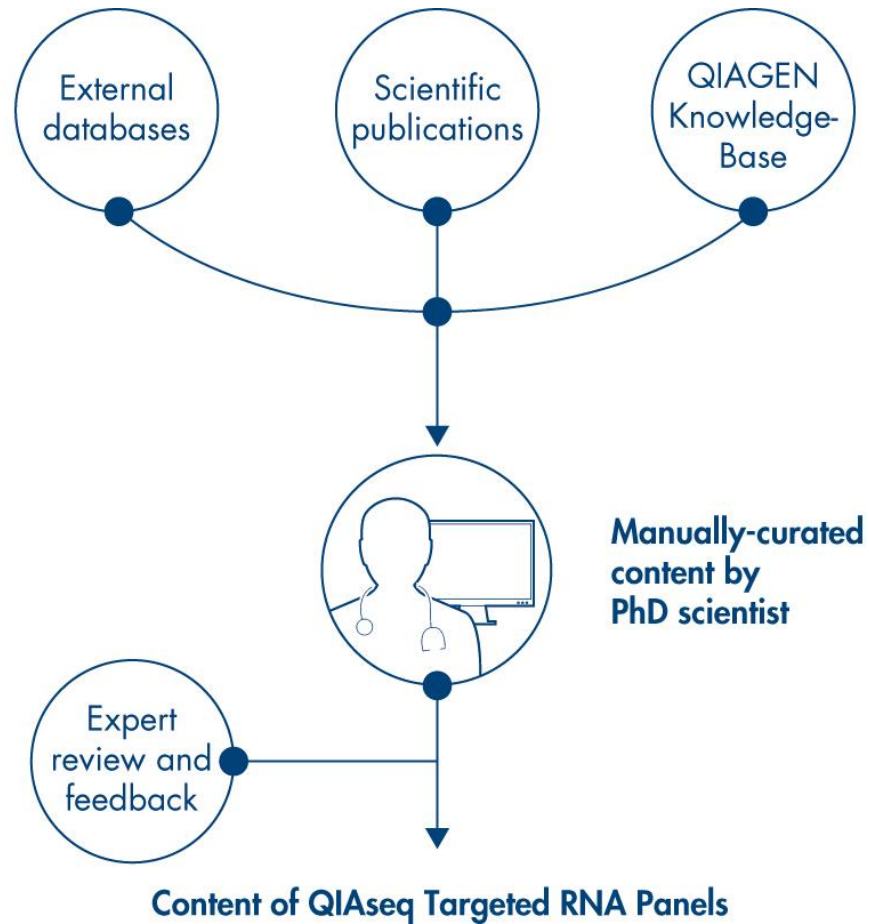 External
databases
Scientific
publications
QIAGEN
Knowledge-
Base
Manually-curated
content by
PhD scientist
Expert
review and
feedback
Content of QIAseq Targeted RNA Panels